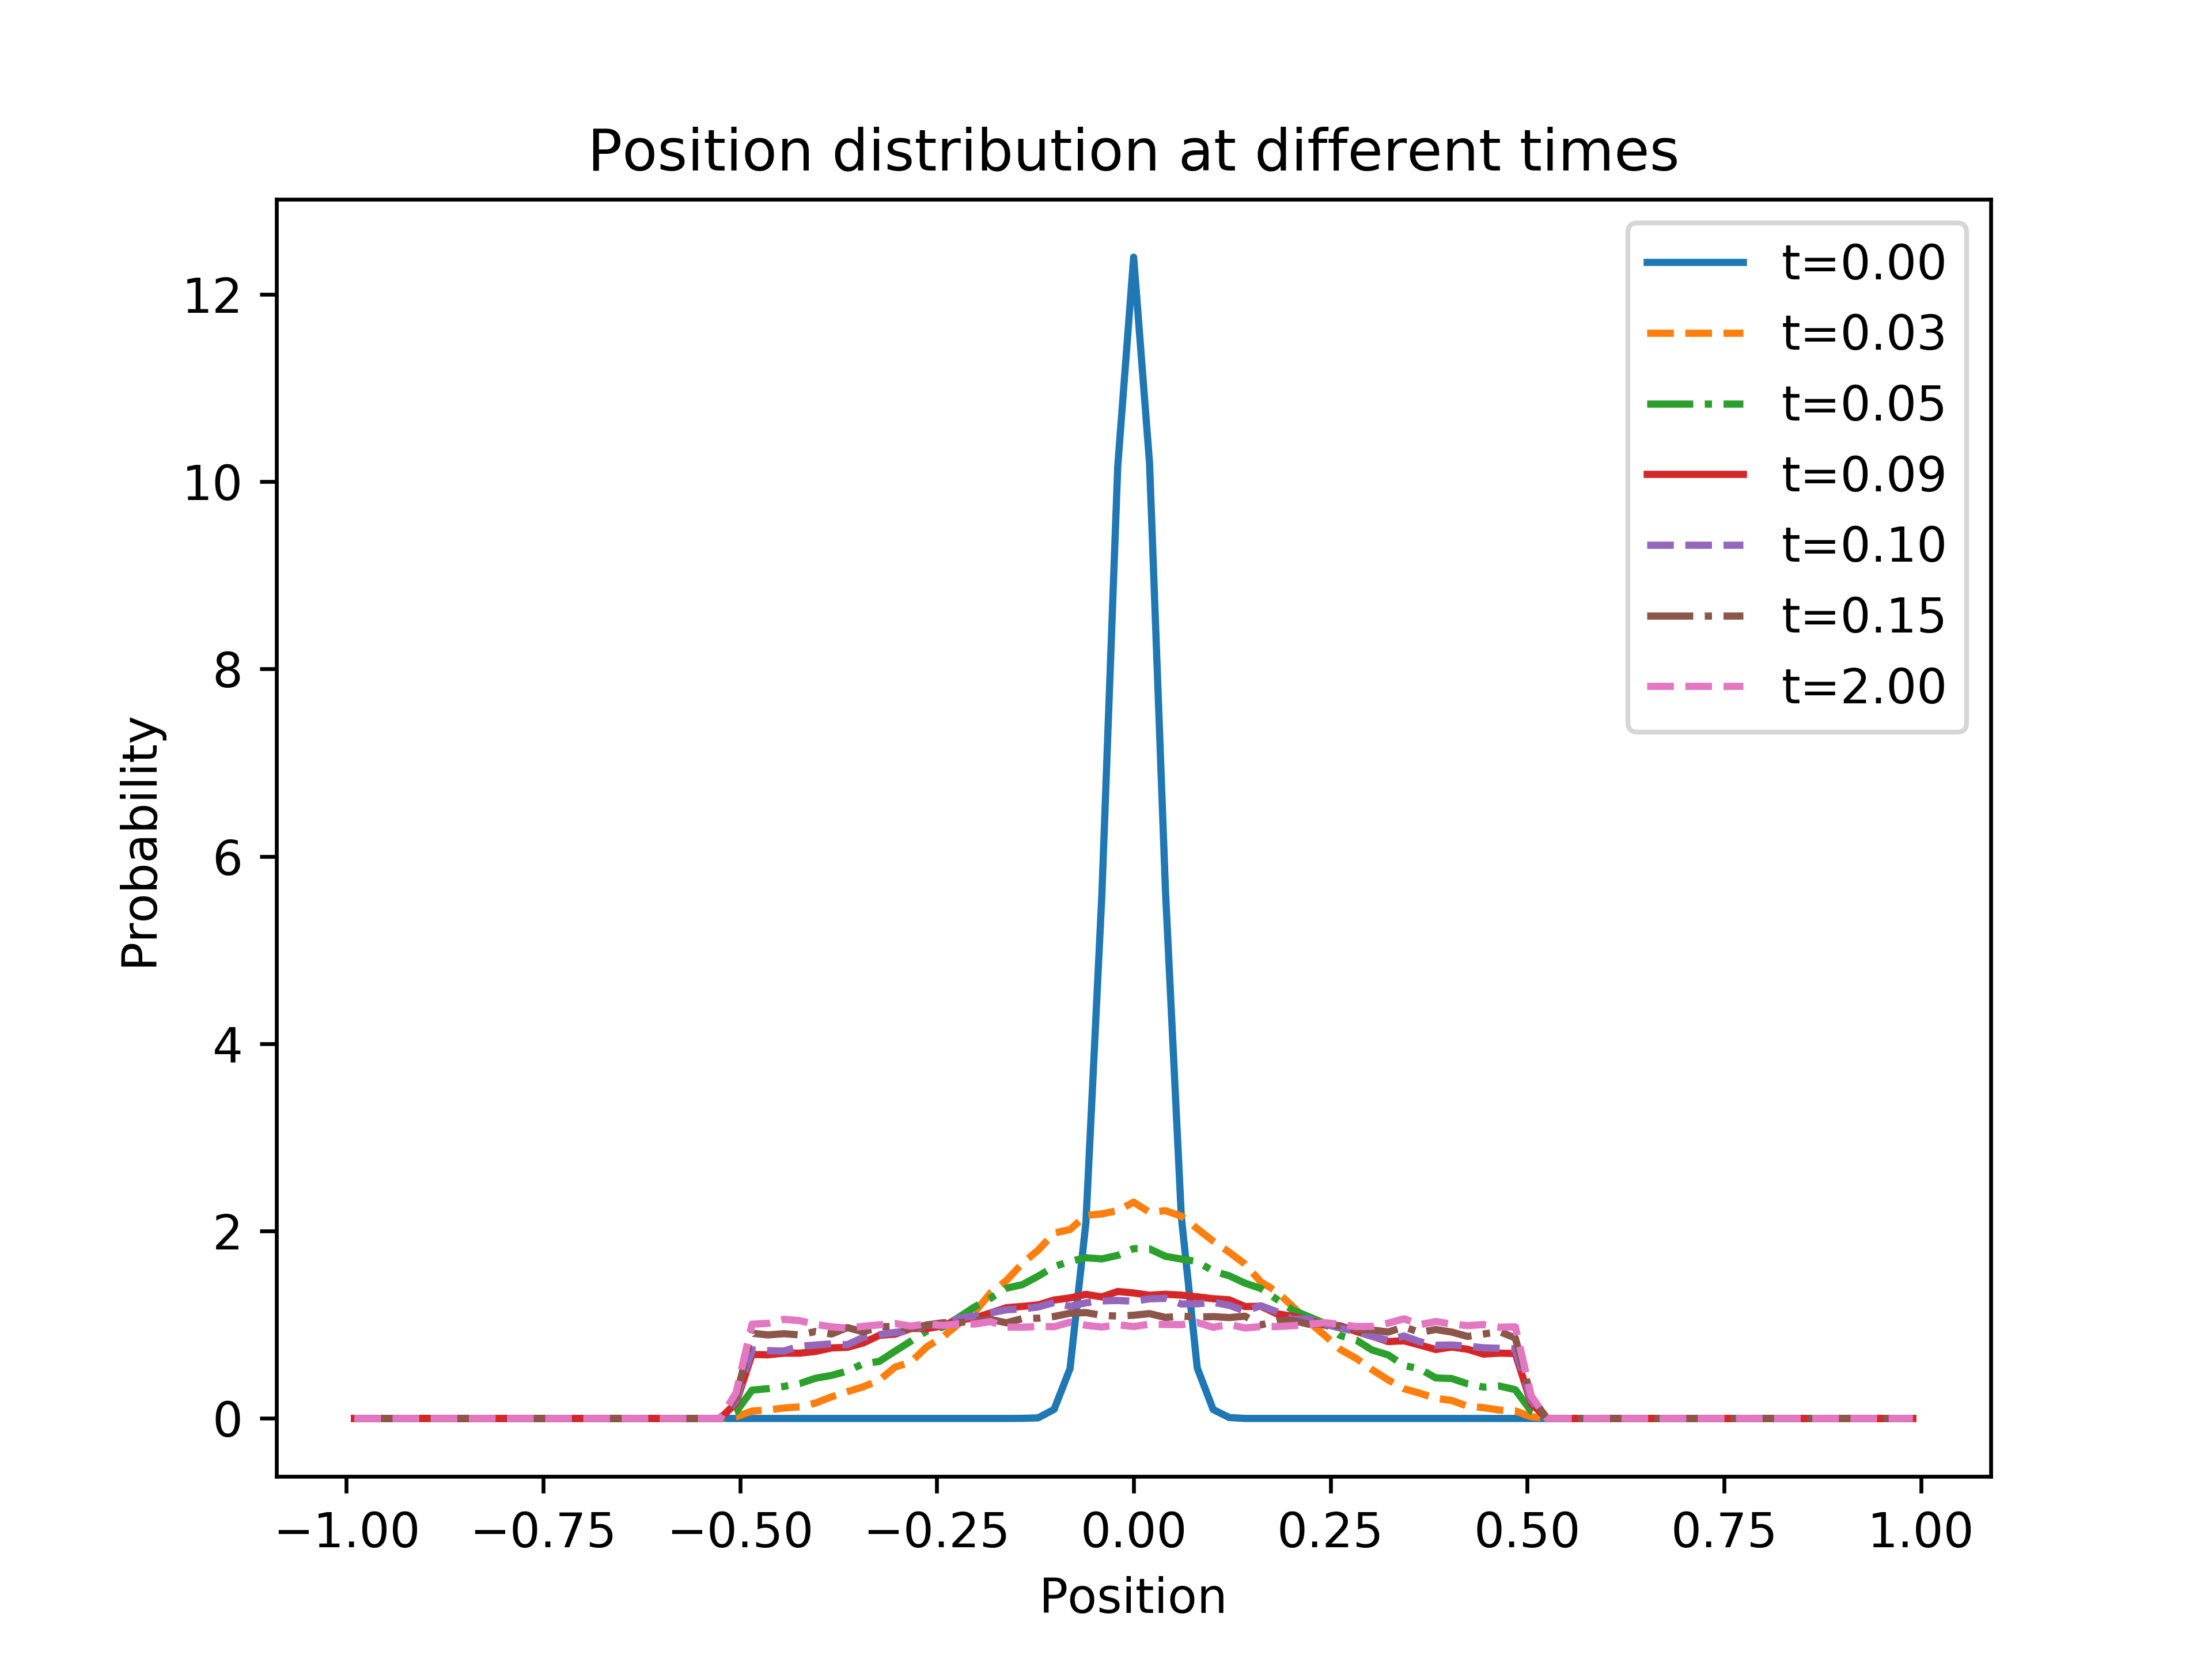 Position distribution at different times
t=0.00
t=0.03
t=0.05
t=0.09
t=0.10
t=0.15
t=2.00
12
10
8
6
4
2
0
Probability
−1.00 −0.75 −0.50 −0.25 0.00 0.25 0.50 0.75 1.00
Position